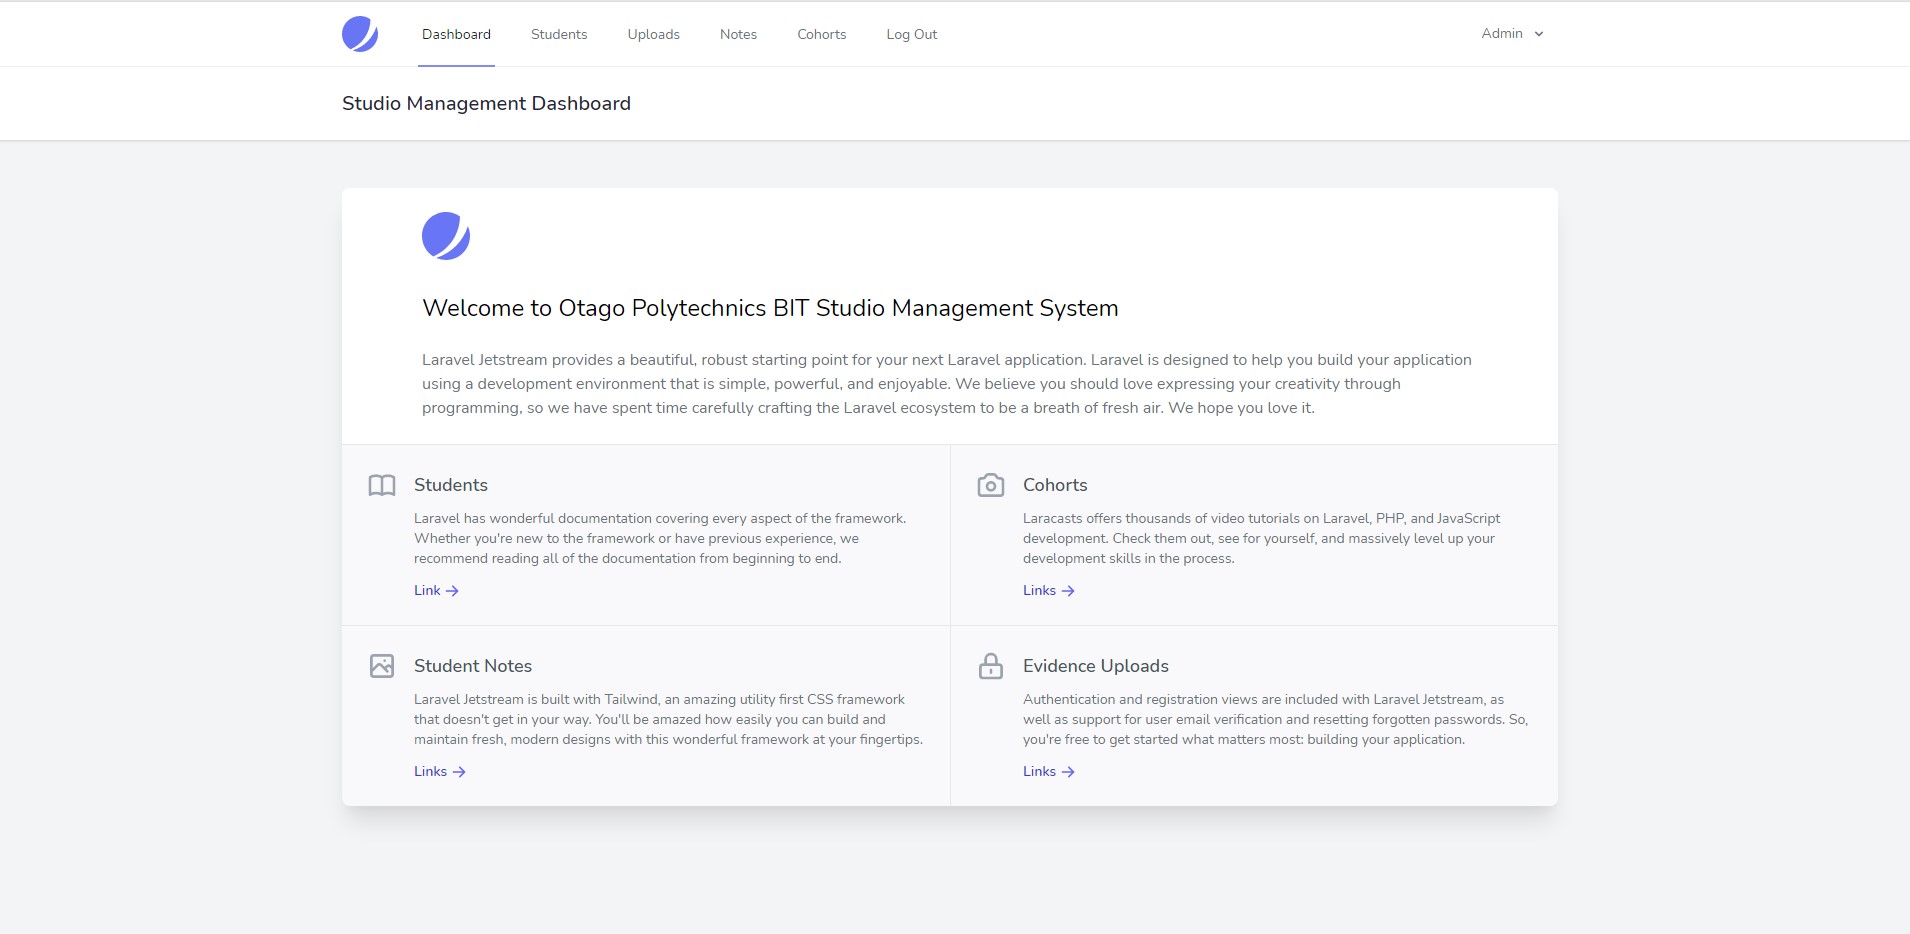 Dashboard Students Uploads Notes Cohorts Log Out Admin
Studio Management Dashboard
Welcome to Otago Polytechnics BIT Studio Management System
Laravel Jetstream provides a beautiful, robust starting point for your next Laravel application. Laravel is designed to help you build your application
using a development environment that is simple, powerful, and enjoyable. We believe you should love expressing your creativity through
programming, so we have spent time carefully crafting the Laravel ecosystem to be a breath of fresh air. We hope you love it.
Students
Laravel has wonderful documentation covering every aspect of the framework.
Whether you're new to the framework or have previous experience, we
recommend reading all of the documentation from beginning to end.
Link
Cohorts
Laracasts offers thousands of video tutorials on Laravel, PHP, and JavaScript
development. Check them out, see for yourself, and massively level up your
development skills in the process.
Links
Student Notes
Laravel Jetstream is built with Tailwind, an amazing utility first CSS framework
that doesn't get in your way. You'll be amazed how easily you can build and
maintain fresh, modern designs with this wonderful framework at your fingertips.
Links
Evidence Uploads
Authentication and registration views are included with Laravel Jetstream, as
well as support for user email verification and resetting forgotten passwords. So,
you're free to get started what matters most: building your application.
Links